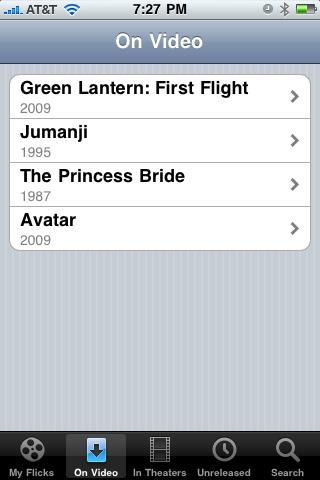 AT&T 7:27 PM
On Video
Green Lantern: First Flight
2009
Jumanji
1995
The Princess Bride
1987
Avatar
2009
My Flicks On Video In Theaters Unreleased Search